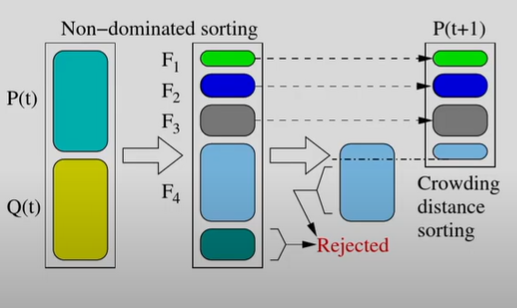 Non-dominated sorting
P(t+1)
F1
P(t)
F2
F3
F4
Q(t)
Crowding
distance
sorting
Rejected